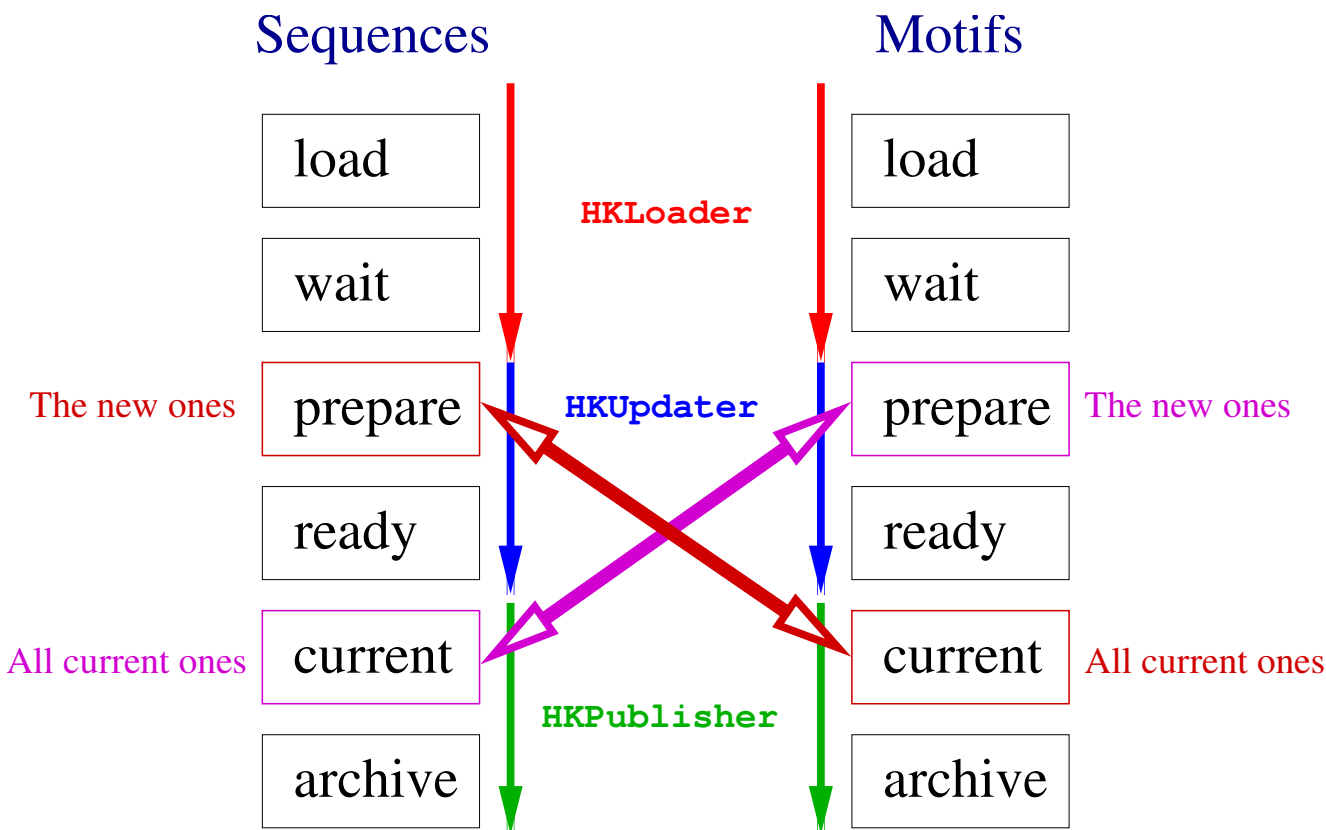 Sequences Motifs
load load
HKLoader
wait wait
The new ones prepare HKUpdater prepare The new ones
ready ready
All current ones current current All current ones
HKPublisher
archive archive